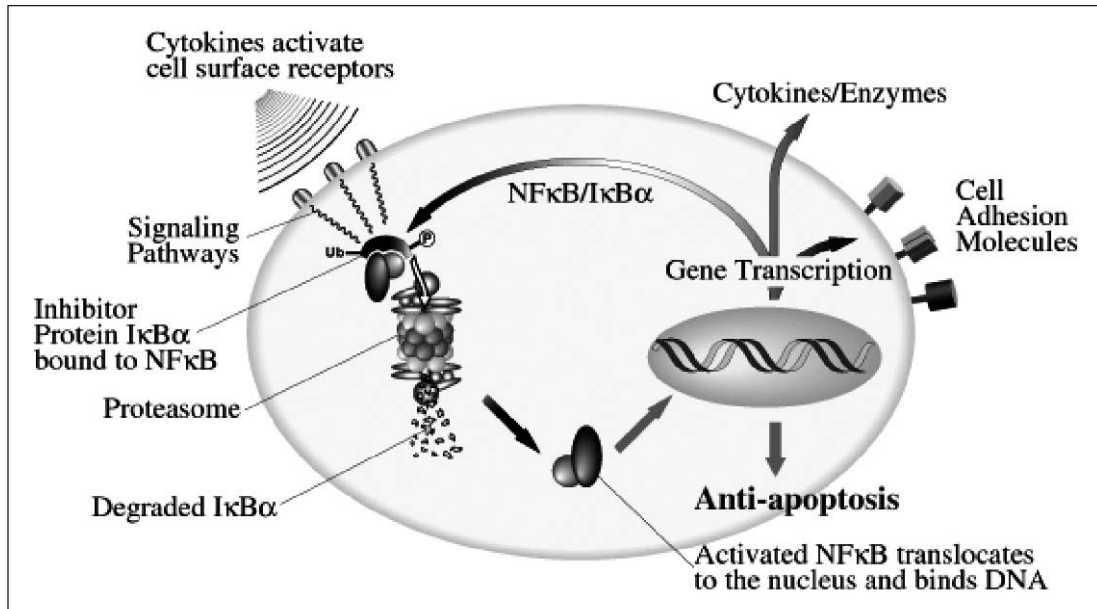 Cytokines activate
cell surface receptors
Cytokines/Enzymes
NFκB/IκBα
Cell
Adhesion
Molecules
Signaling
Pathways
Ub
P
Gene Transcription
Inhibitor
Protein IκBα
bound to NFκB
Proteasome
Degraded IκBα
Anti-apoptosis
Activated NFκB translocates
to the nucleus and binds DNA